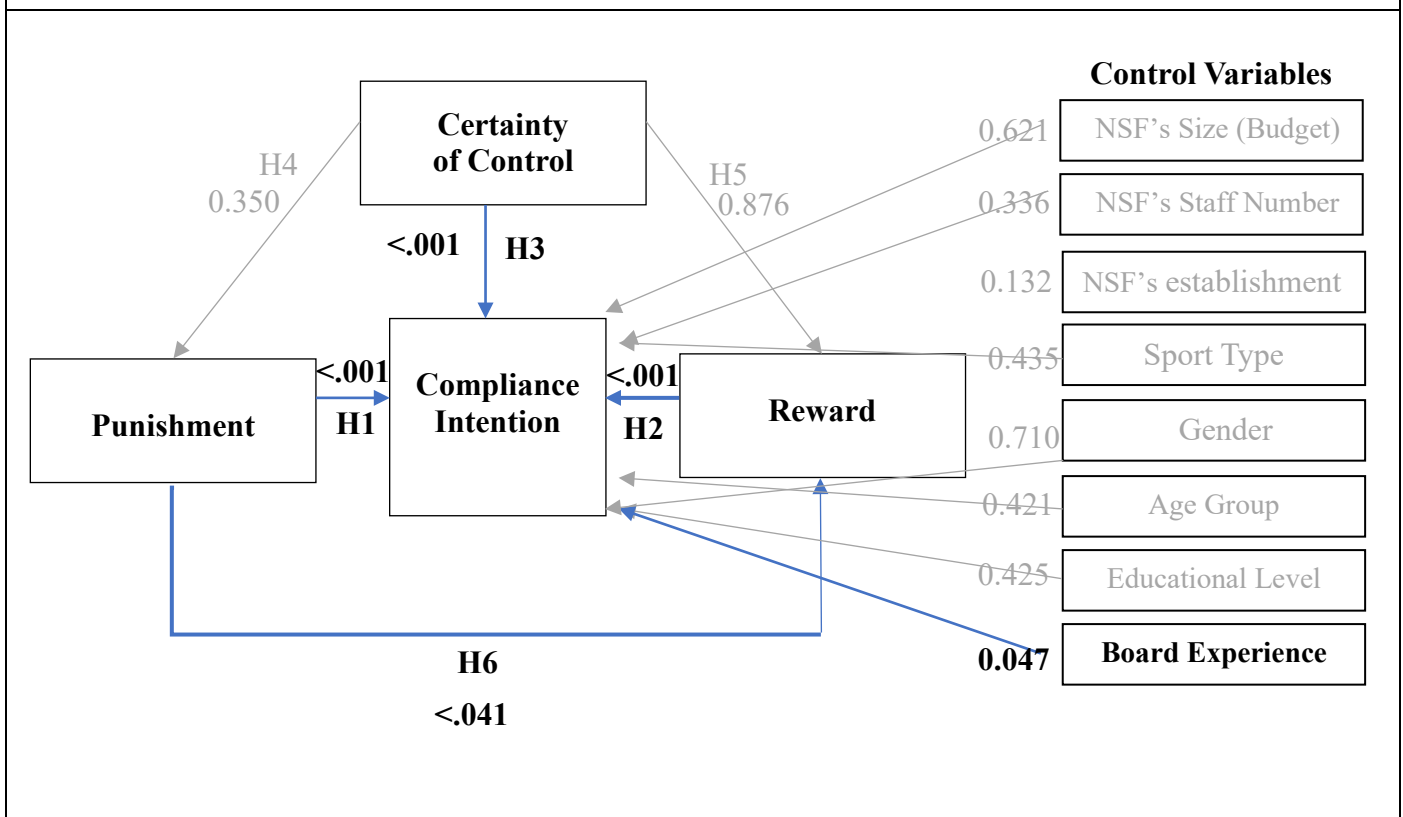 Control Variables
Certainty
of Control
0.621
NSF's Size (Budget)
H4
0.350
H5
0.876
0.336
NSF's Staff Number
<.001
H3
0.132
NSF's establishment
0.435
Sport Type
<.001
H1
Punishment
Compliance
Intention
<.001
H2
Reward
0.710
Gender
0.421
Age Group
0.425
Educational Level
0.047
Board Experience
H6
<.041